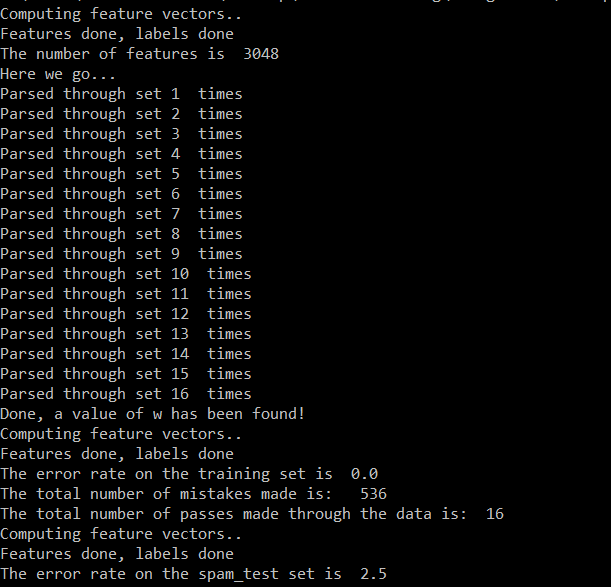 Computing feature vectors..
Features done, labels done
The number of features is  3048
Here we go...
Parsed through set 1  times
Parsed through set 2  times
Parsed through set 3  times
Parsed through set 4  times
Parsed through set 5  times
Parsed through set 6  times
Parsed through set 7  times
Parsed through set 8  times
Parsed through set 9  times
Parsed through set 10  times
Parsed through set 11  times
Parsed through set 12  times
Parsed through set 13  times
Parsed through set 14  times
Parsed through set 15  times
Parsed through set 16  times
Done, a value of w has been found!
Computing feature vectors..
Features done, labels done
The error rate on the training set is  0.0
The total number of mistakes made is:   536
The total number of passes made through the data is:  16
Computing feature vectors..
Features done, labels done
The error rate on the spam_test set is  2.5